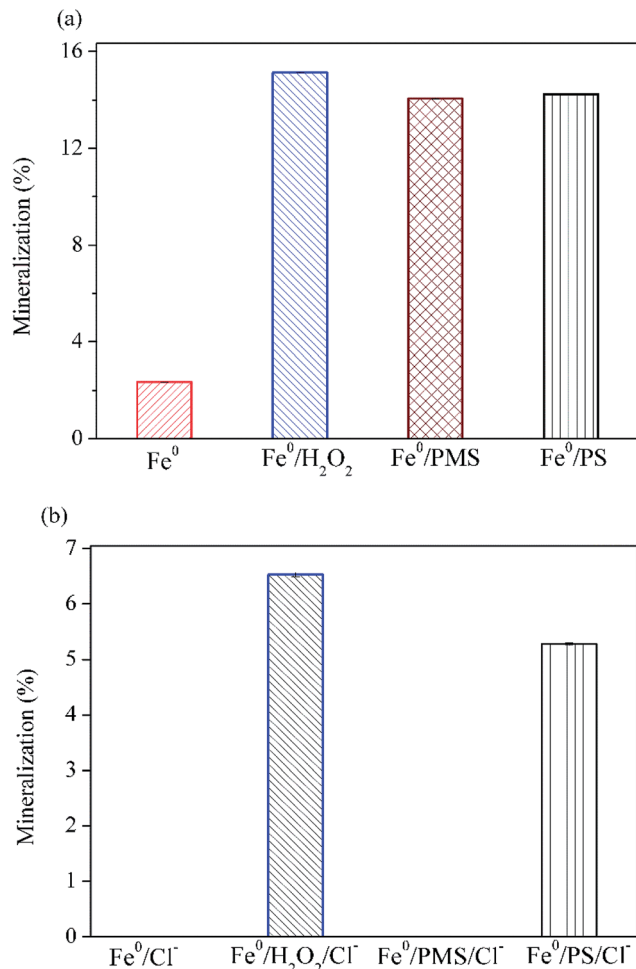 (a)
Mineralization (%)
16
12
8
4
0
Fe⁰
Fe⁰/H₂O₂
Fe⁰/PMS
Fe⁰/PS
(b)
Mineralization (%)
7
6
5
4
3
2
1
0
Fe⁰/Cl⁻
Fe⁰/H₂O₂/Cl⁻
Fe⁰/PMS/Cl⁻
Fe⁰/PS/Cl⁻